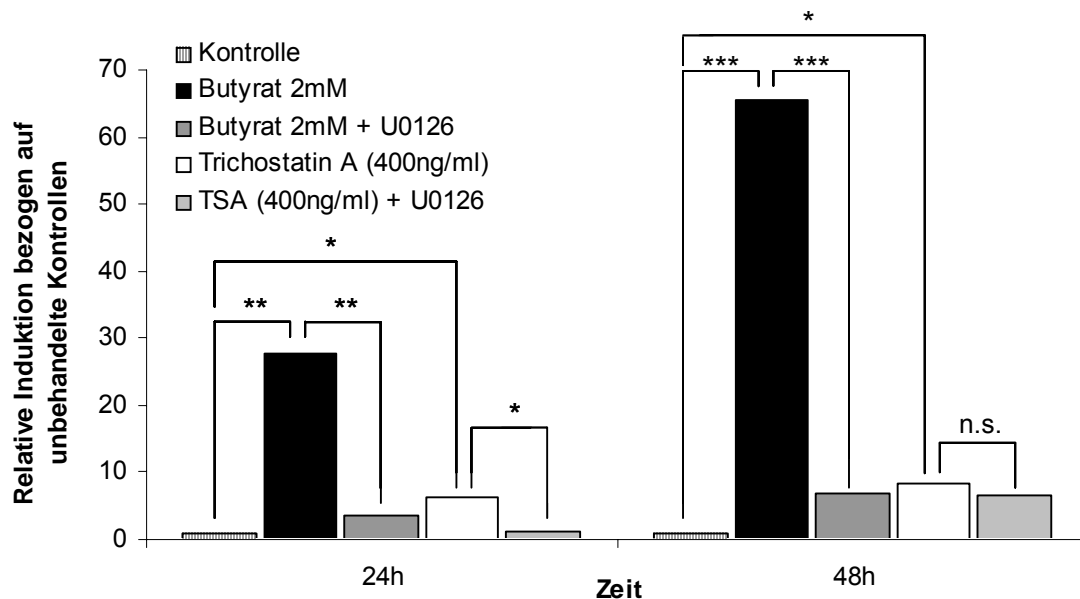 Kontrolle
Butyrat 2mM
Butyrat 2mM + U0126
Trichostatin A (400ng/ml)
TSA (400ng/ml) + U0126
Relative Induktion bezogen auf
unbehandelte Kontrollen
70
60
50
40
30
20
10
0
*
**
**
*
*
***
***
n.s.
24h
48h
Zeit